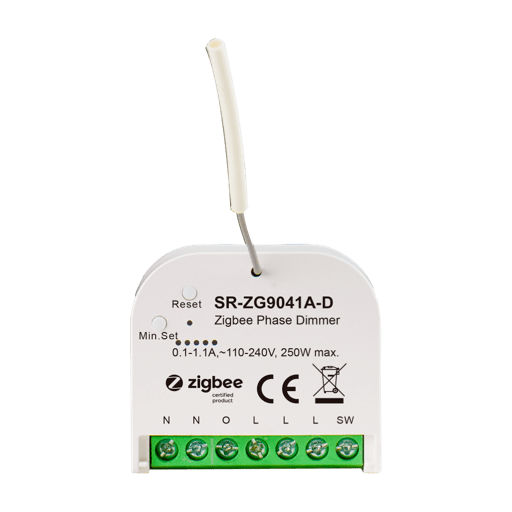 SR-ZG9041A-D
Reset
Zigbee Phase Dimmer
Min.Set
0.1-1.1A,~110-240V, 250W max.
zigbee
certified
product
CE
N N O L L L SW